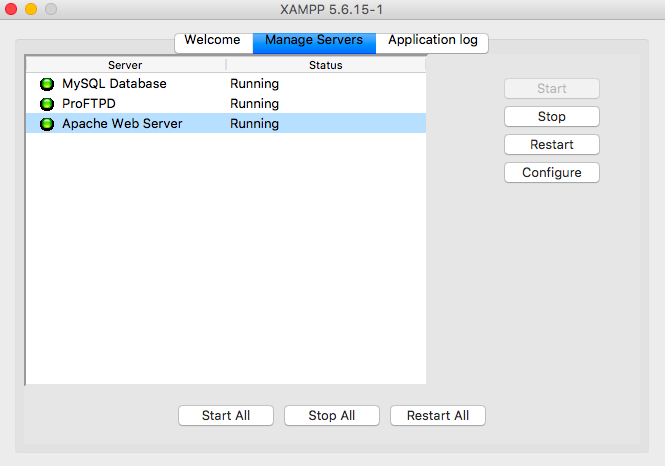 XAMPP 5.6.15-1
Welcome Manage Servers Application log
Server Status
MySQL Database Running
ProFTPD Running
Apache Web Server Running
Start
Stop
Restart
Configure
Start All Stop All Restart All